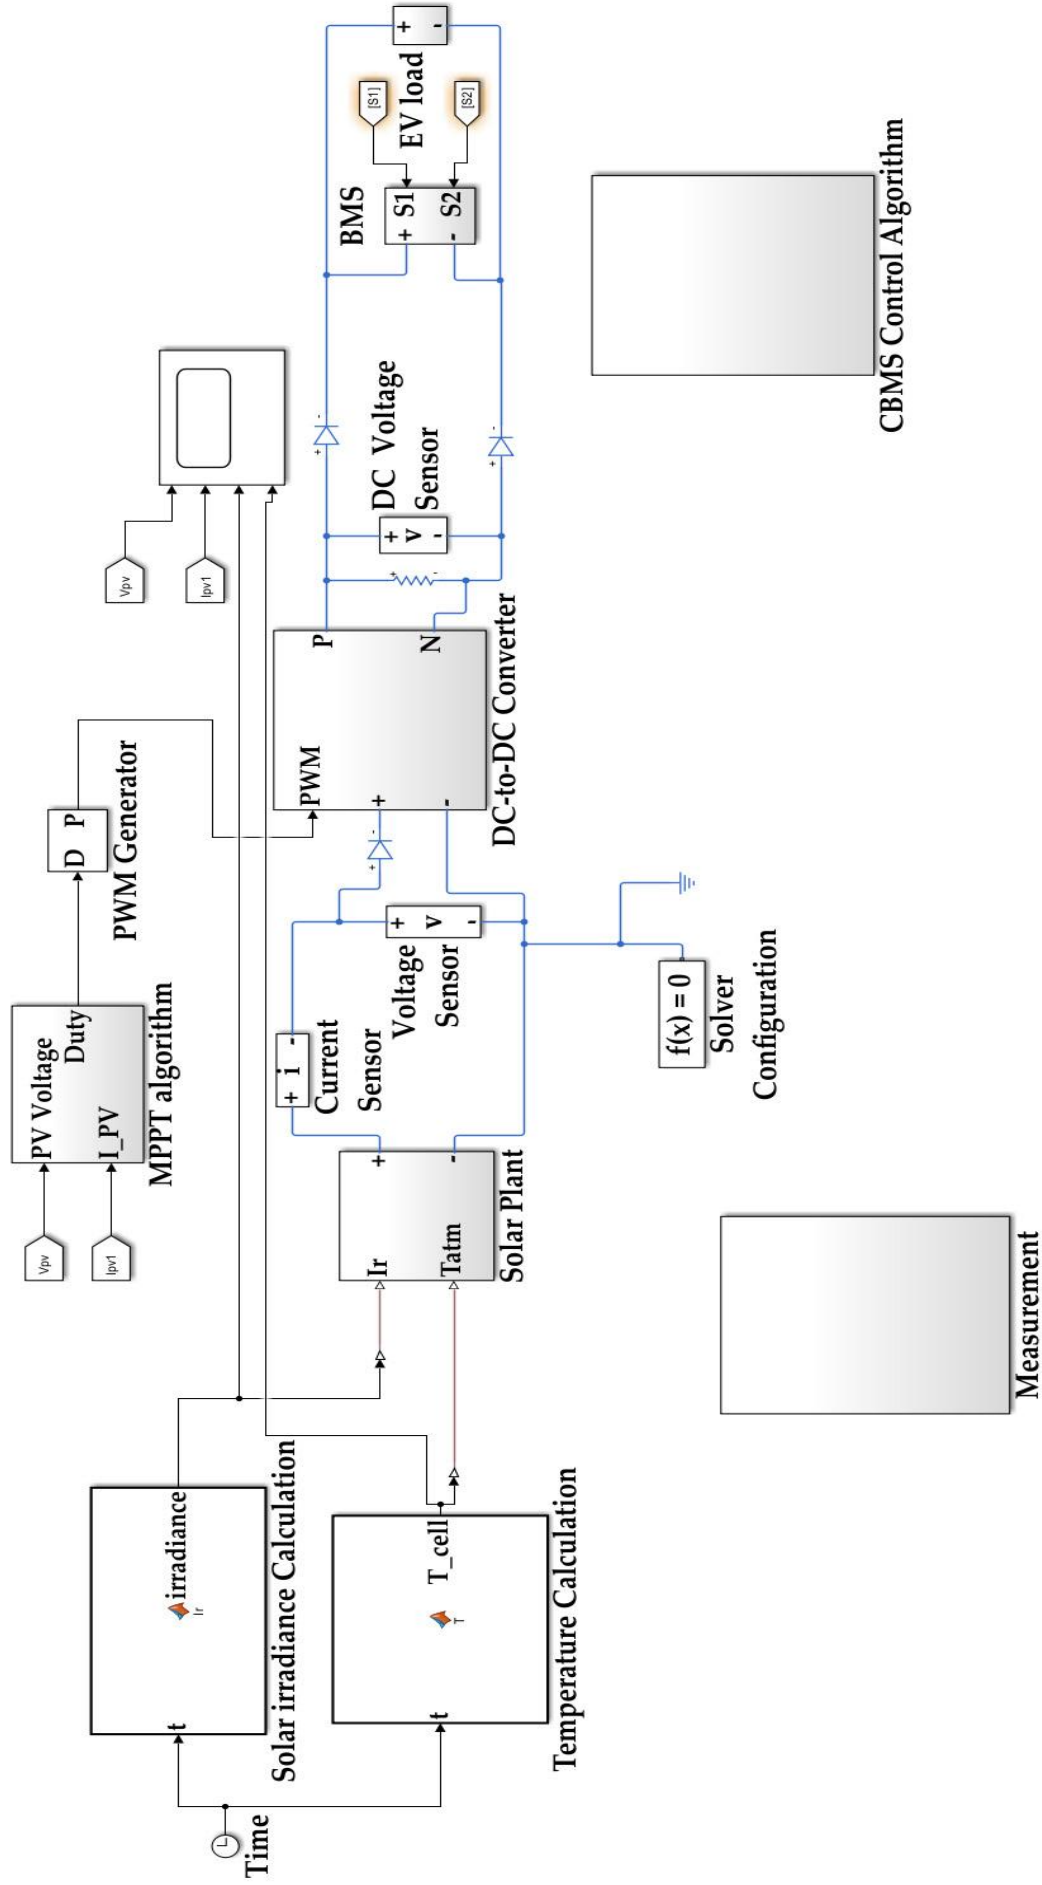 Time
t
irradiance
Ir
Solar irradiance Calculation
t
T_cell
T
Temperature Calculation
Vpv
Ipv1
PV Voltage
Duty
I_PV
MPPT algorithm
D P
PWM Generator
Vpv
Ipv1
Ir
Tatm
+
-
Solar Plant
+ i -
Current
Sensor
+ v -
Voltage
Sensor
+ -
f(x) = 0
Solver
Configuration
PWM
+
-
P
N
DC-to-DC Converter
+ -
+ v -
DC Voltage
Sensor
+ -
+ -
BMS
+ S1
- S2
[S1]
[S2]
EV load
+ -
Measurement
CBMS Control Algorithm